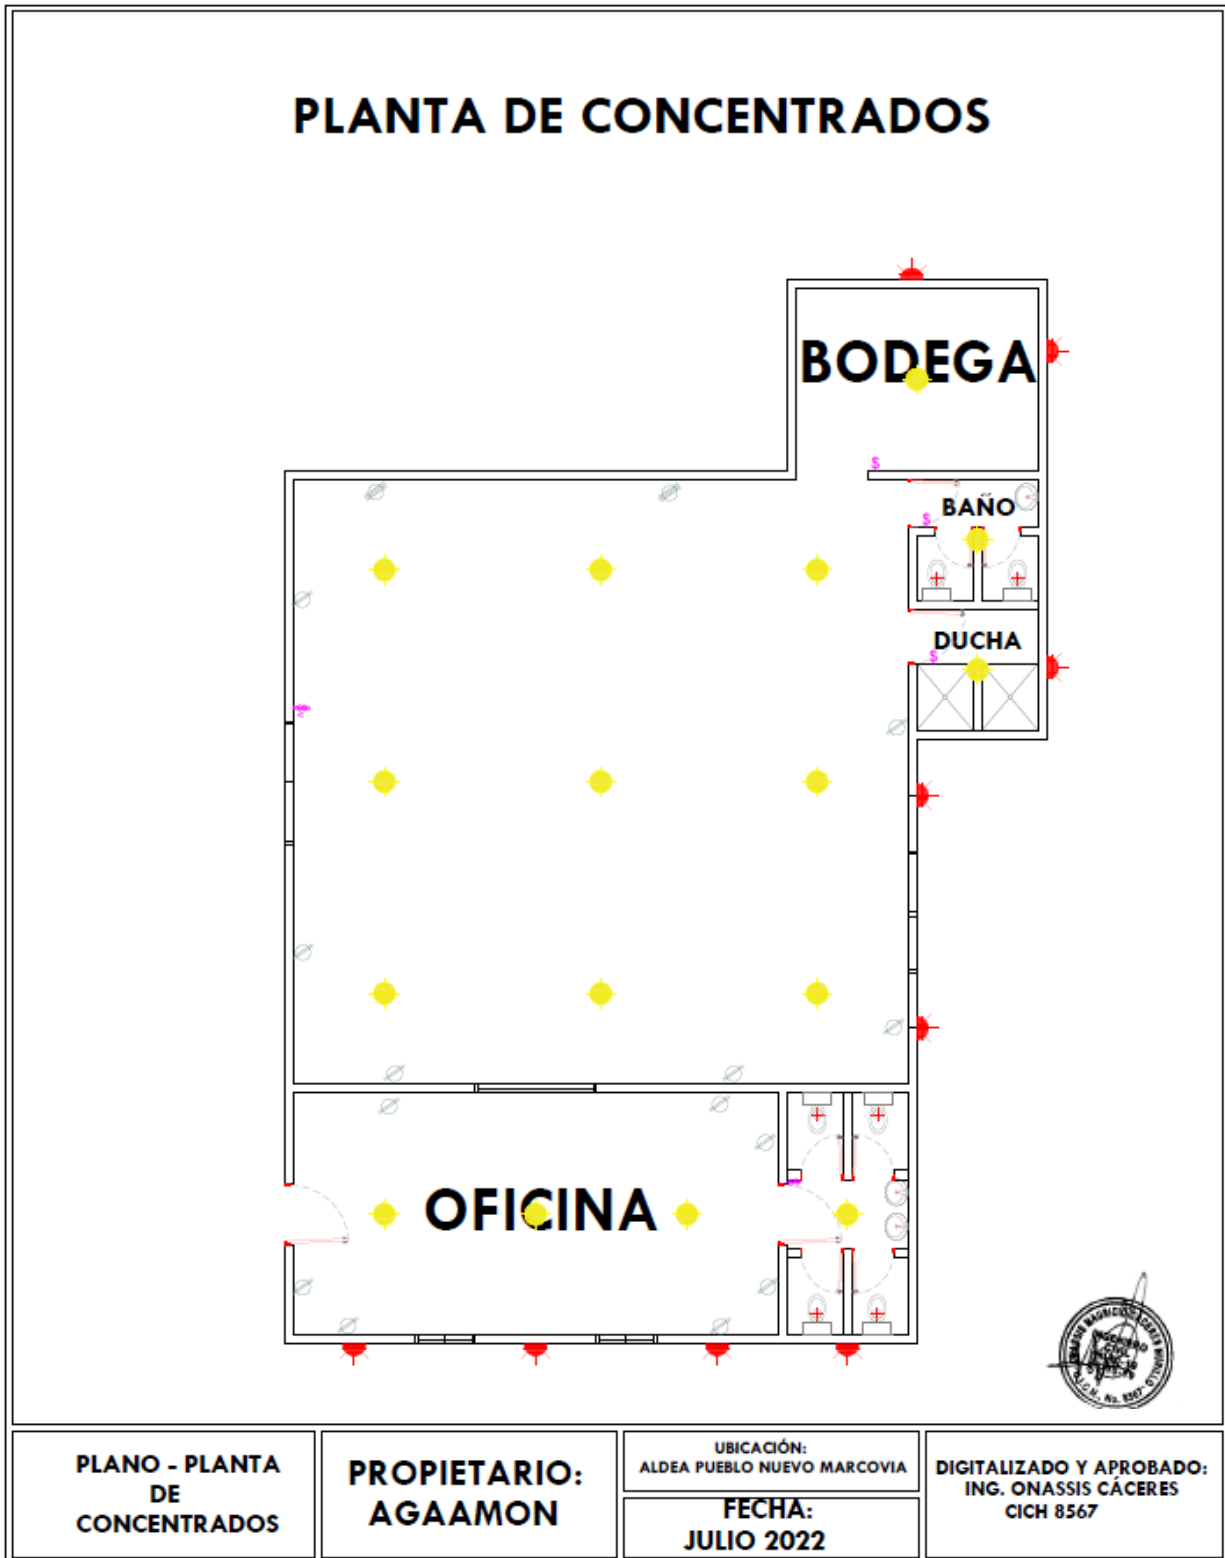 PLANTA DE CONCENTRADOS
BODEGA
$
BAÑO
$
DUCHA
$
OFICINA
PLANO - PLANTA
DE
CONCENTRADOS
PROPIETARIO:
AGAAMON
UBICACIÓN:
ALDEA PUEBLO NUEVO MARCOVIA
FECHA:
JULIO 2022
DIGITALIZADO Y APROBADO:
ING. ONASSIS CÁCERES
CICH 8567